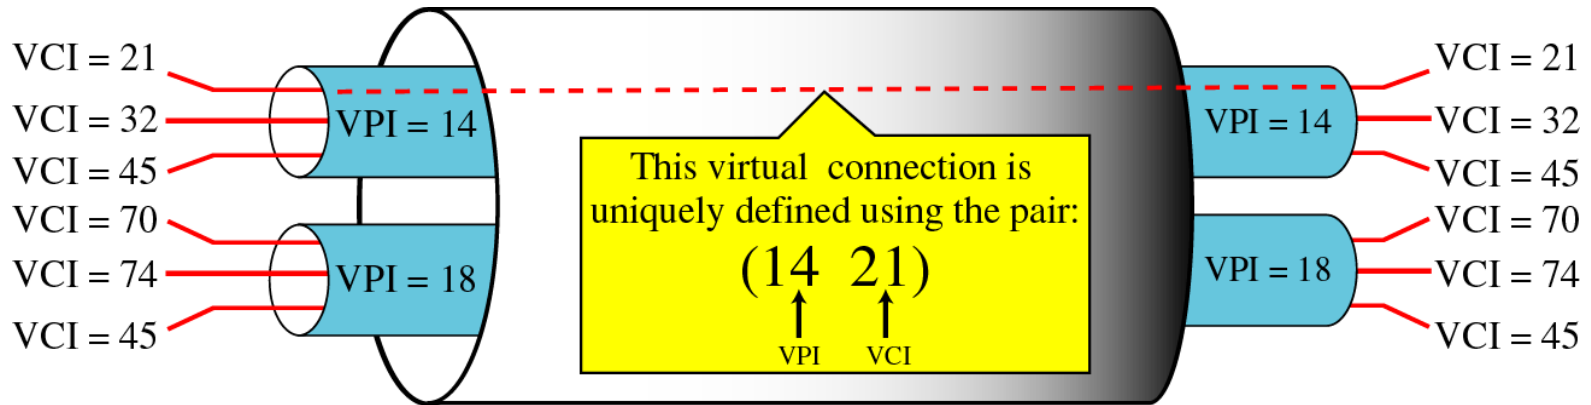 VCI = 21
VCI = 32
VCI = 45
VCI = 70
VCI = 74
VCI = 45
VPI = 14
VPI = 18
This virtual connection is
uniquely defined using the pair:
(14 21)
VPI VCI
VPI = 14
VPI = 18
VCI = 21
VCI = 32
VCI = 45
VCI = 70
VCI = 74
VCI = 45